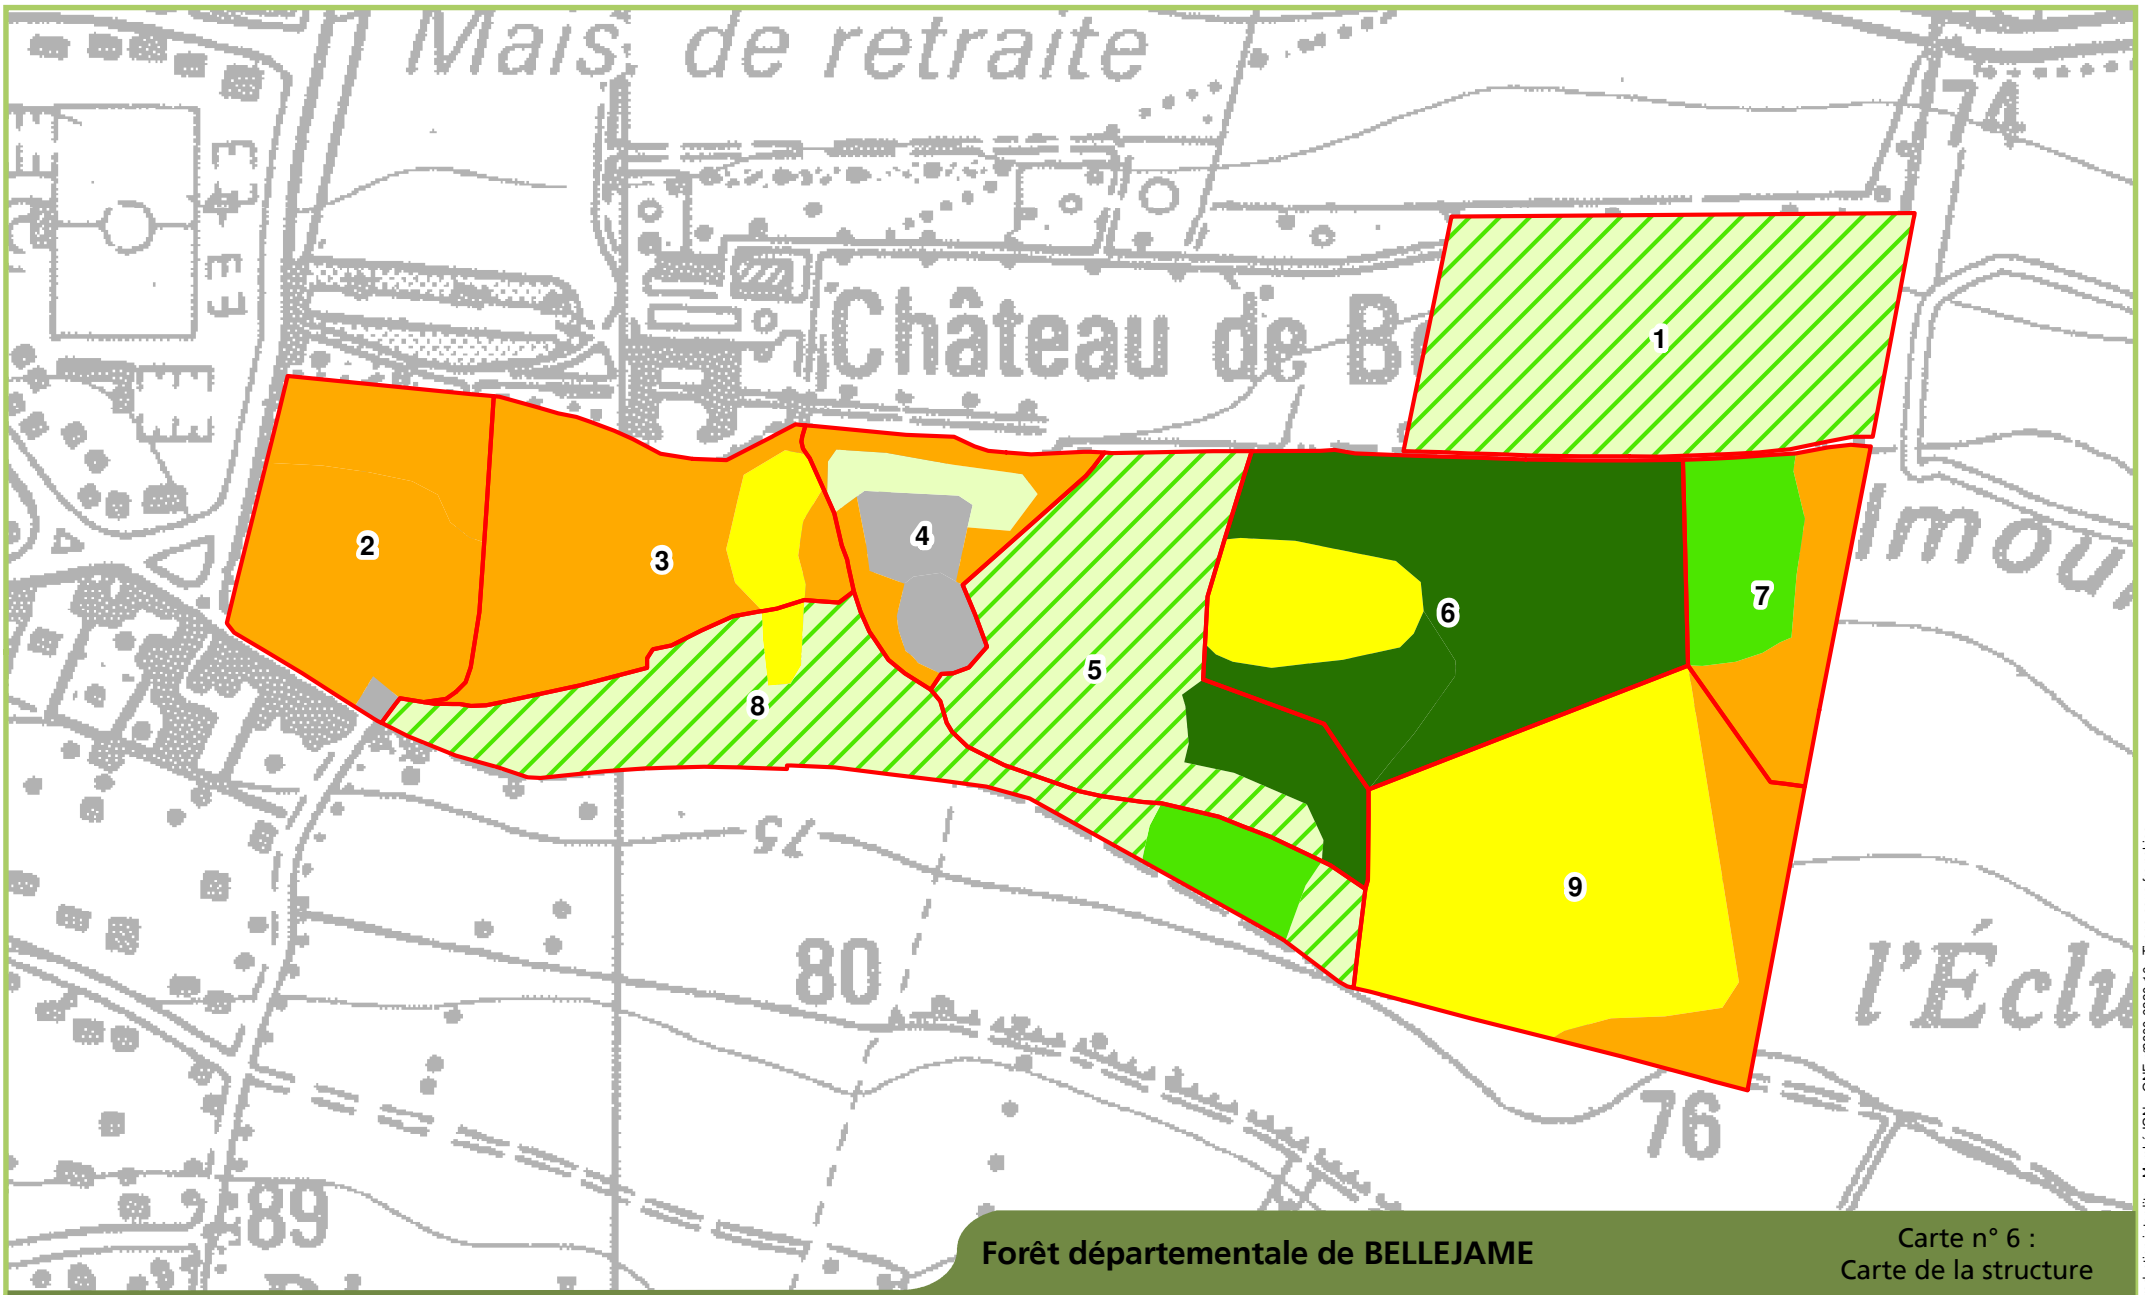 Mais. de retraite
74
Château de B
1
2
3
4
5
6
7
8
9
75
80
l'Éclu
76
89
Forêt départementale de BELLEJAME
Carte n° 6 :
Carte de la structure